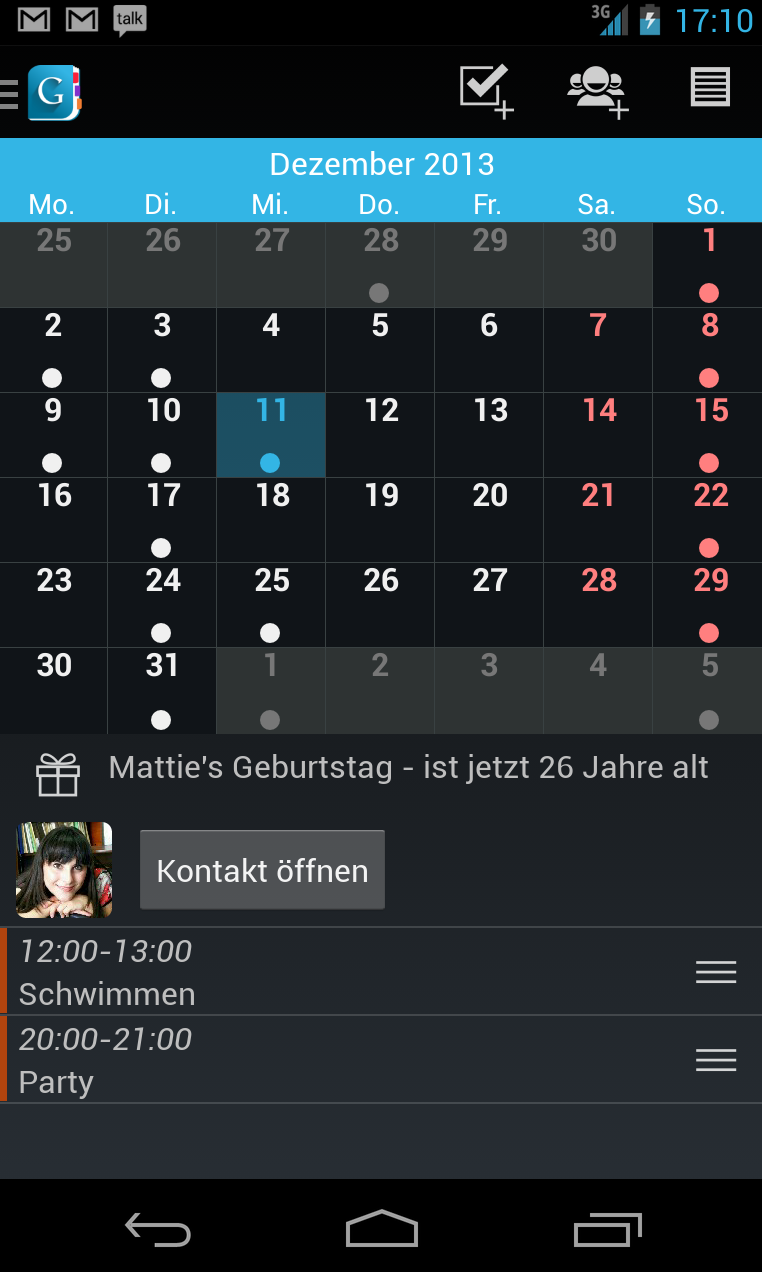 talk 3G 17:10
G
Dezember 2013
Mo. Di. Mi. Do. Fr. Sa. So.
25 26 27 28 29 30 1
2 3 4 5 6 7 8
9 10 11 12 13 14 15
16 17 18 19 20 21 22
23 24 25 26 27 28 29
30 31 1 2 3 4 5
Mattie's Geburtstag - ist jetzt 26 Jahre alt
Kontakt öffnen
12:00-13:00
Schwimmen
20:00-21:00
Party